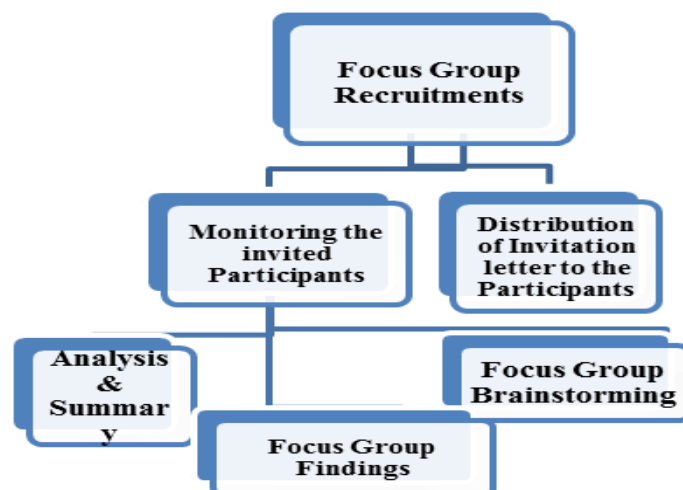 Focus Group
Recruitments
Monitoring the
invited
Participants
Distribution
of Invitation
letter to the
Participants
Analysis
&
Summar
y
Focus Group
Brainstorming
Focus Group
Findings